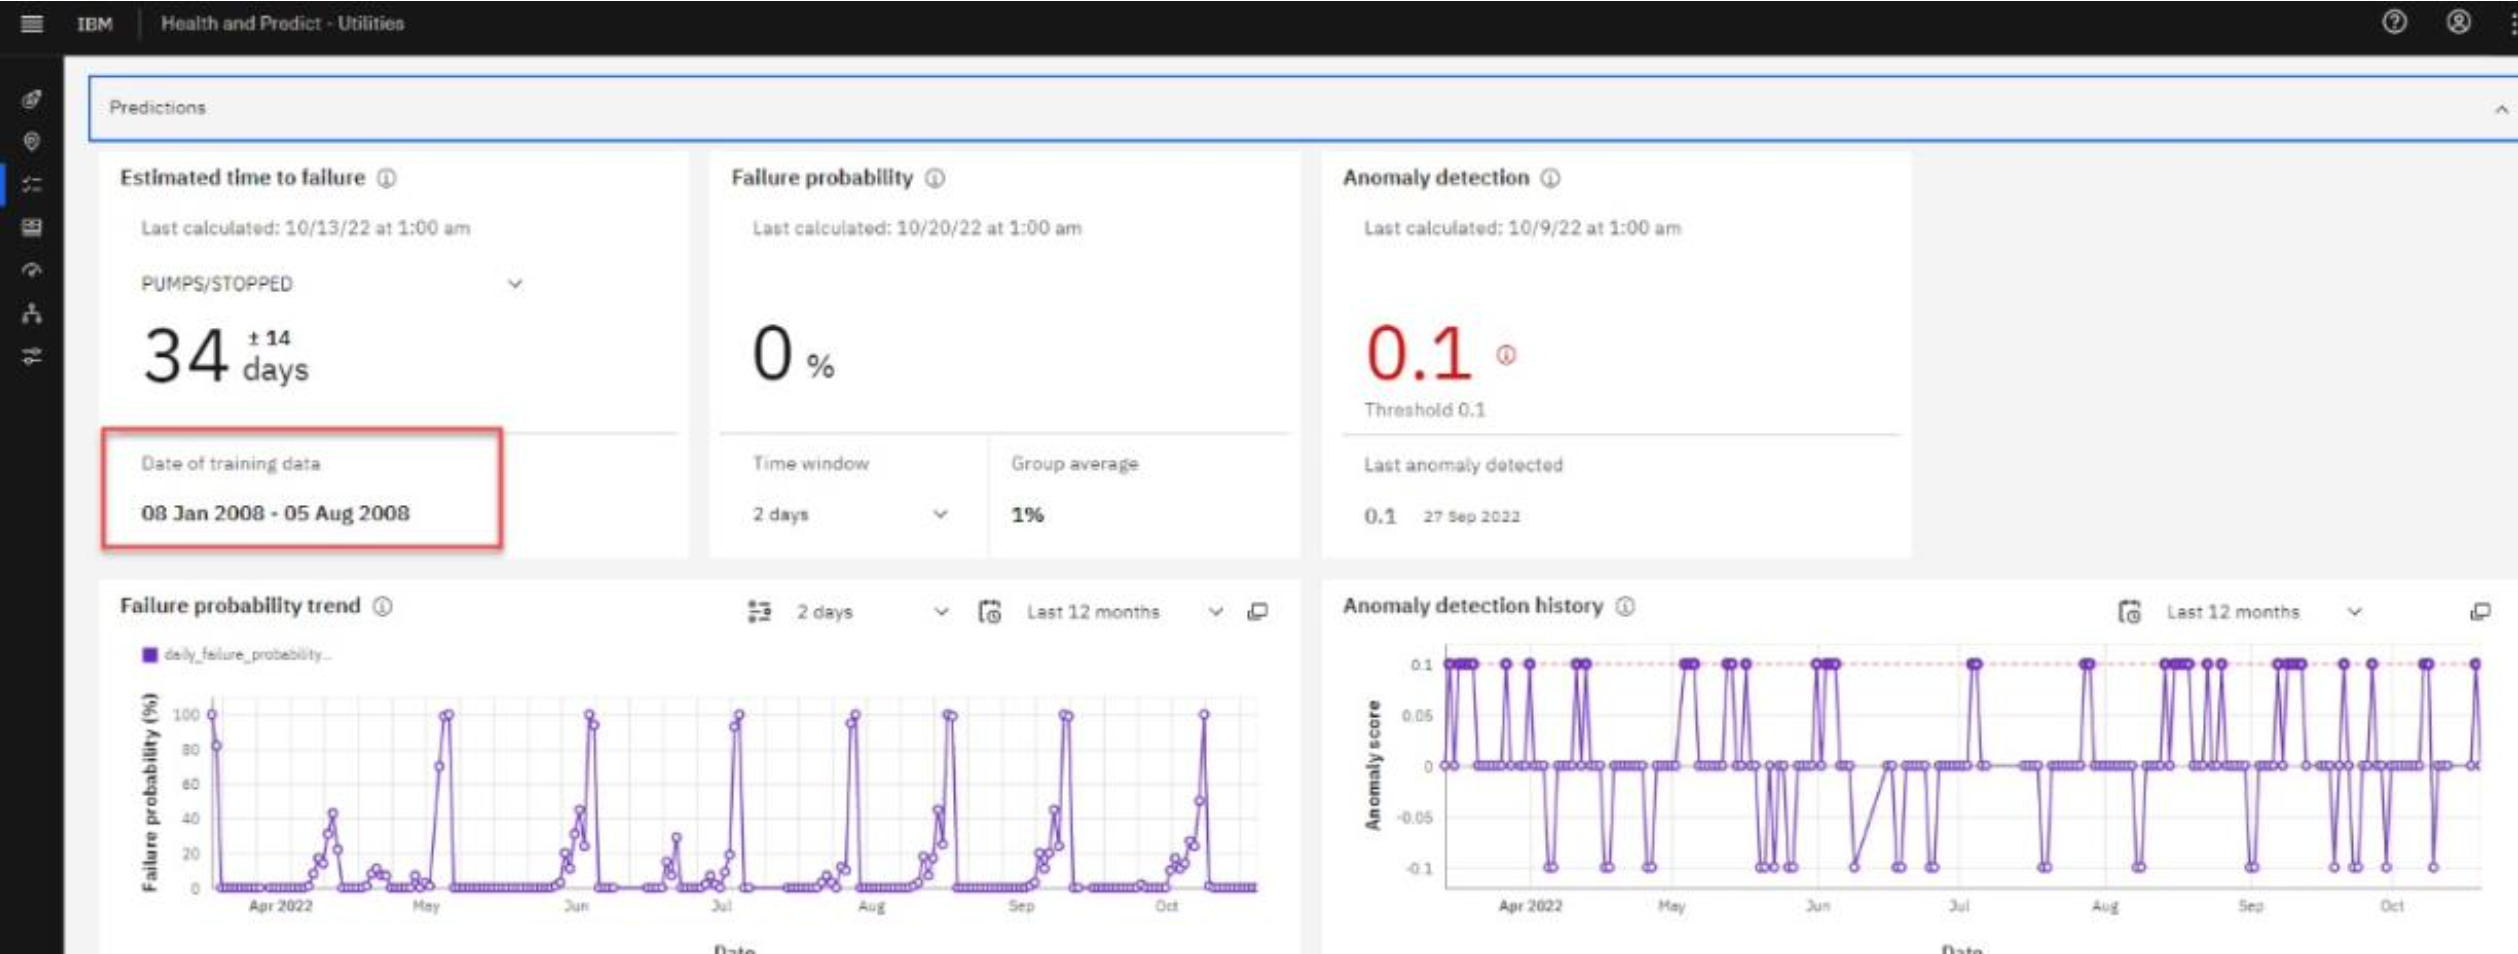 IBM Health and Predict - Utilities
Predictions
Estimated time to failure
Last calculated: 10/13/22 at 1:00 am
PUMPS/STOPPED
34 ± 14 days
Date of training data
08 Jan 2008 - 05 Aug 2008
Failure probability
Last calculated: 10/20/22 at 1:00 am
0 %
Time window
2 days
Group average
1%
Anomaly detection
Last calculated: 10/9/22 at 1:00 am
0.1
Threshold 0.1
Last anomaly detected
0.1 27 Sep 2022
Failure probability trend
2 days Last 12 months
daily_failure_probability...
Failure probability (%)
100
80
60
40
20
0
Apr 2022 May Jun Jul Aug Sep Oct
Date
Anomaly detection history
Last 12 months
Anomaly score
0.1
0.05
0
-0.05
-0.1
Apr 2022 May Jun Jul Aug Sep Oct
Date